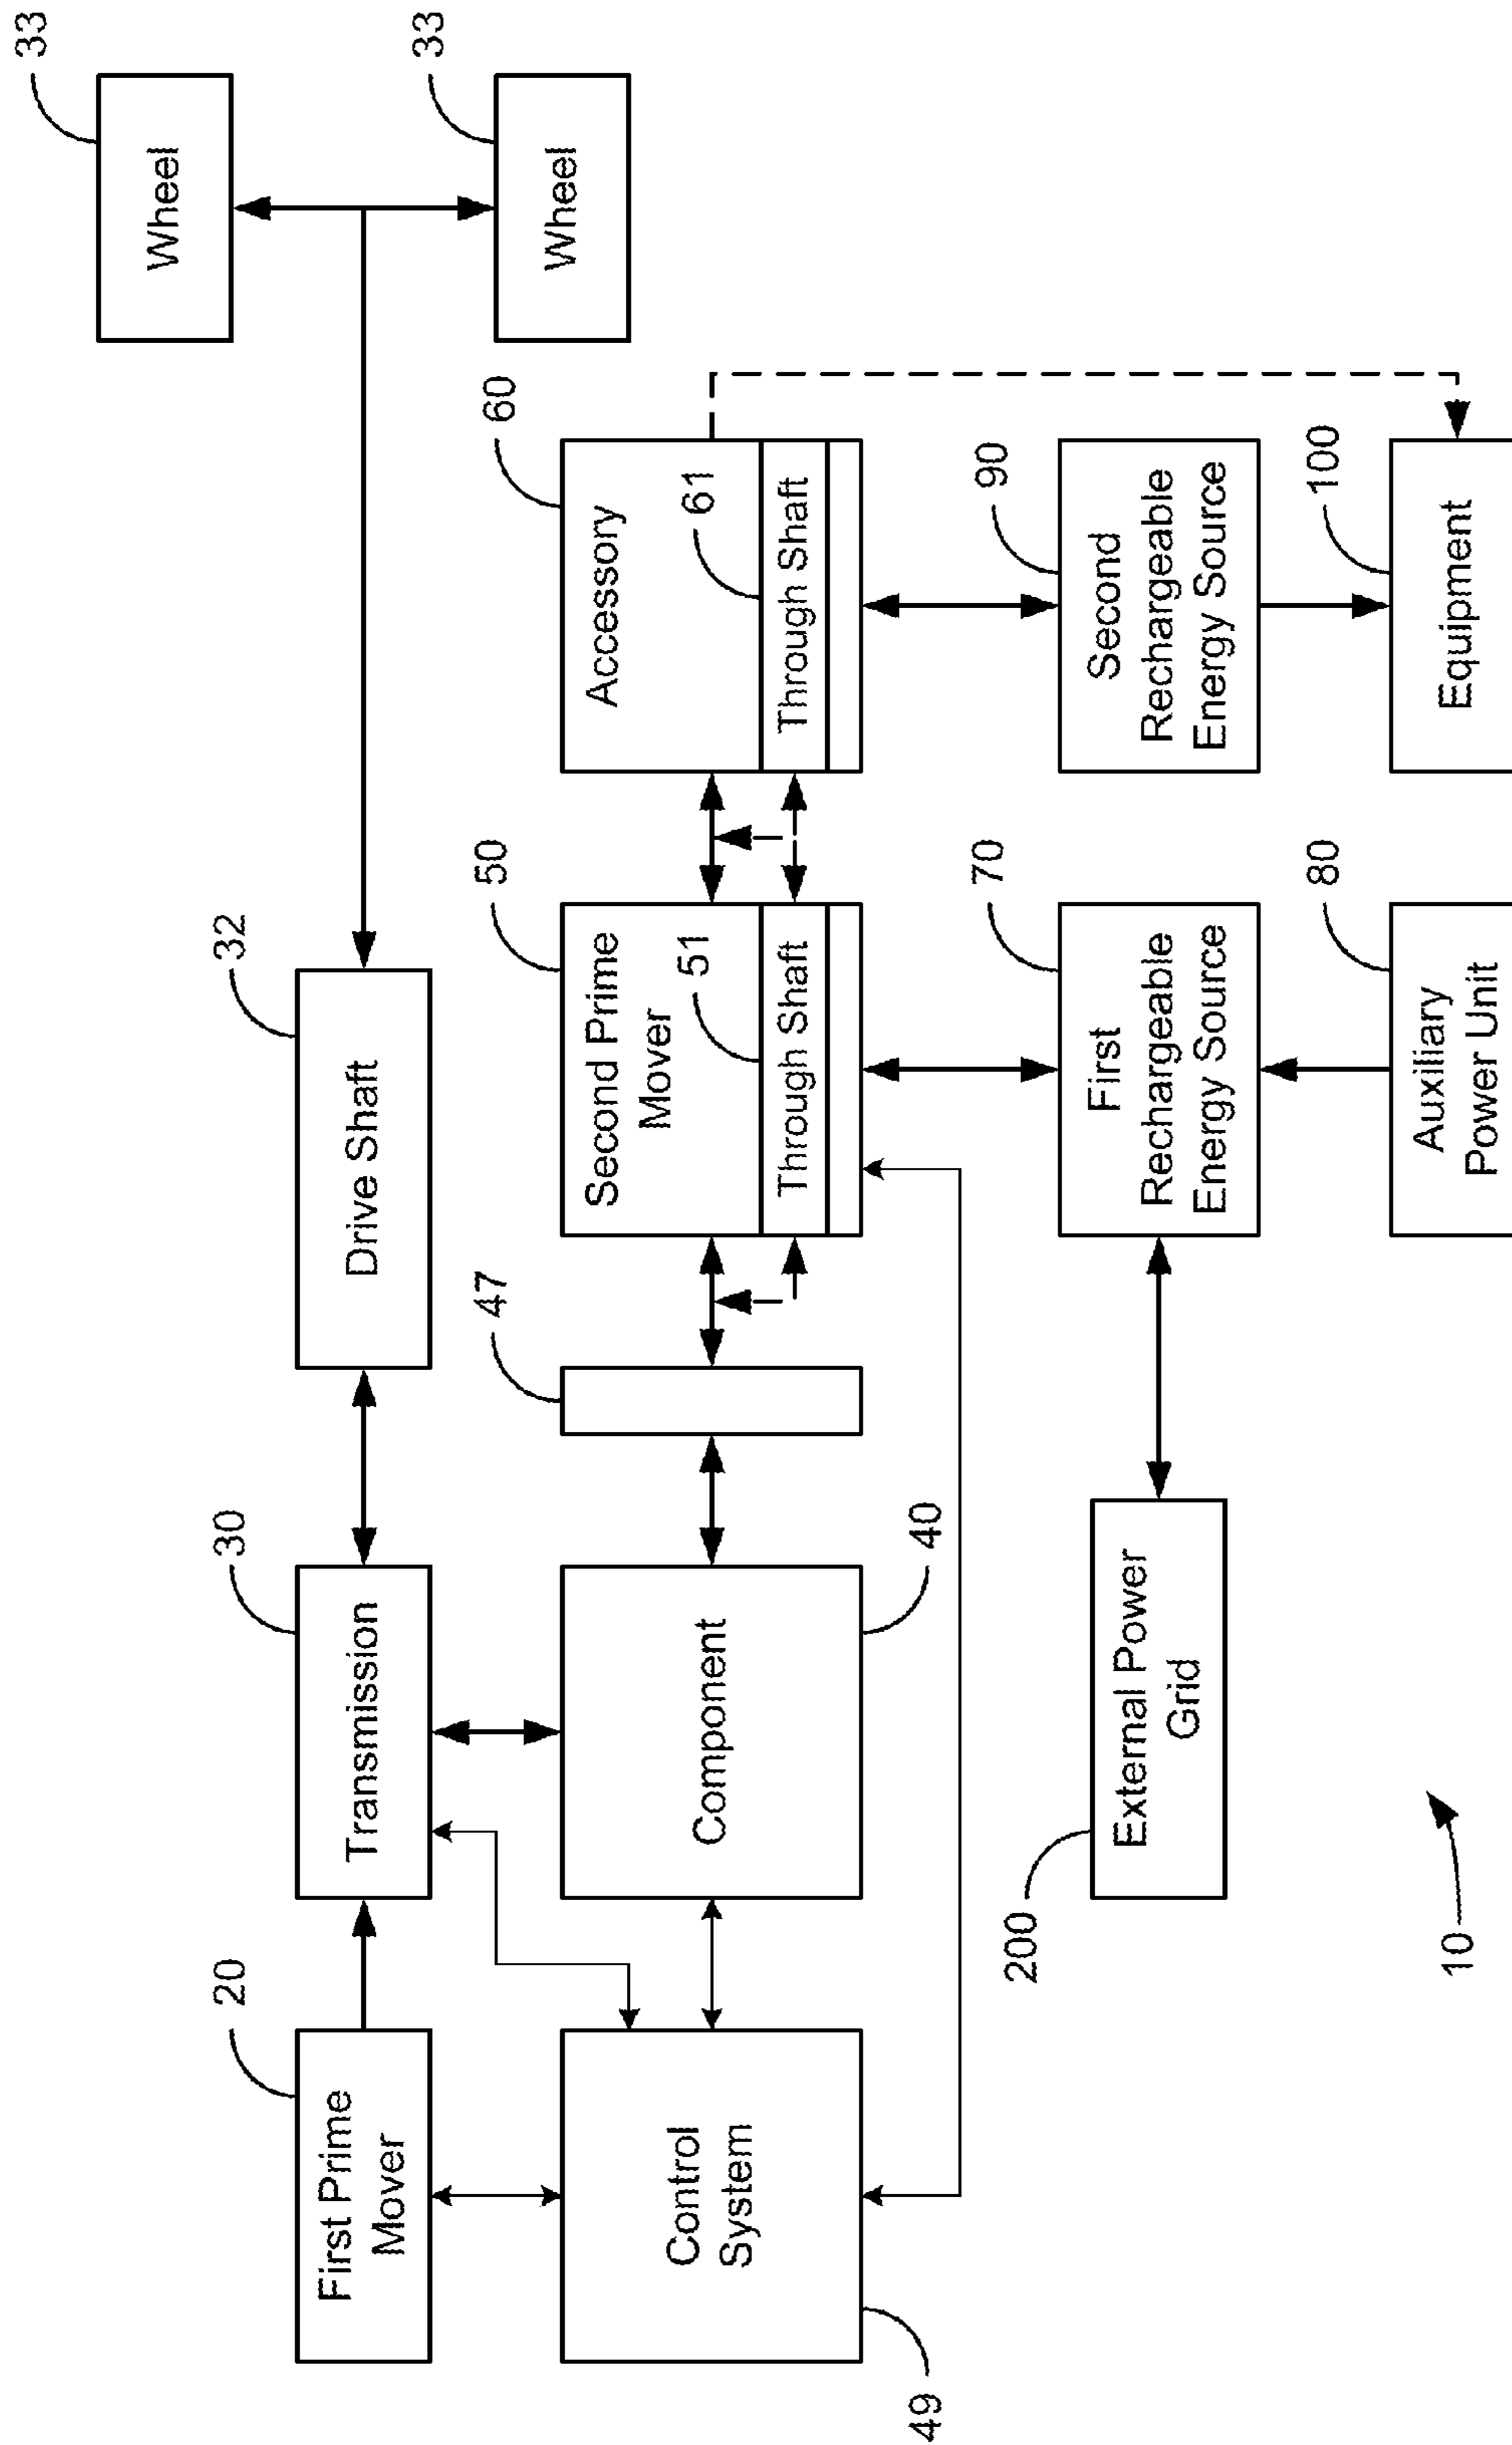 33
Wheel
33
Wheel
20
First Prime
Mover
30
Transmission
32
Drive Shaft
49
Control
System
40
Component
47
50
Second Prime
Mover
51
Through Shaft
60
Accessory
61
Through Shaft
200
External Power
Grid
70
First
Rechargeable
Energy Source
90
Second
Rechargeable
Energy Source
80
Auxiliary
Power Unit
100
Equipment
10